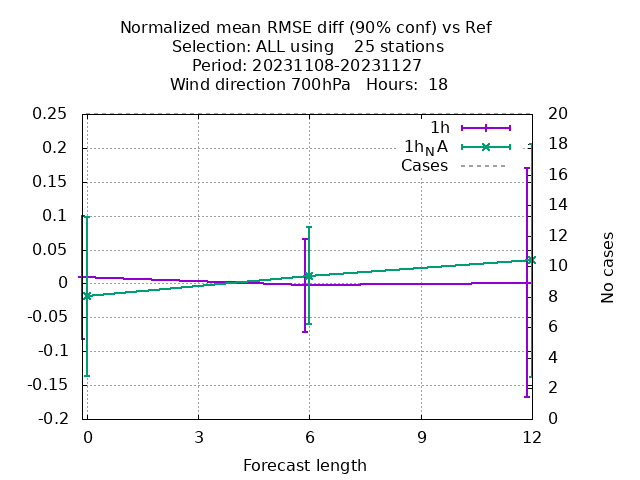 Normalized mean RMSE diff (90% conf) vs Ref
Selection: ALL using    25 stations
Period: 20231108-20231127
Wind direction 700hPa   Hours:  18
0.25
0.2
0.15
0.1
0.05
0
-0.05
-0.1
-0.15
-0.2
1h
1h_N A
Cases
20
18
16
14
12
10
8
6
4
2
0
No cases
0 3 6 9 12
Forecast length